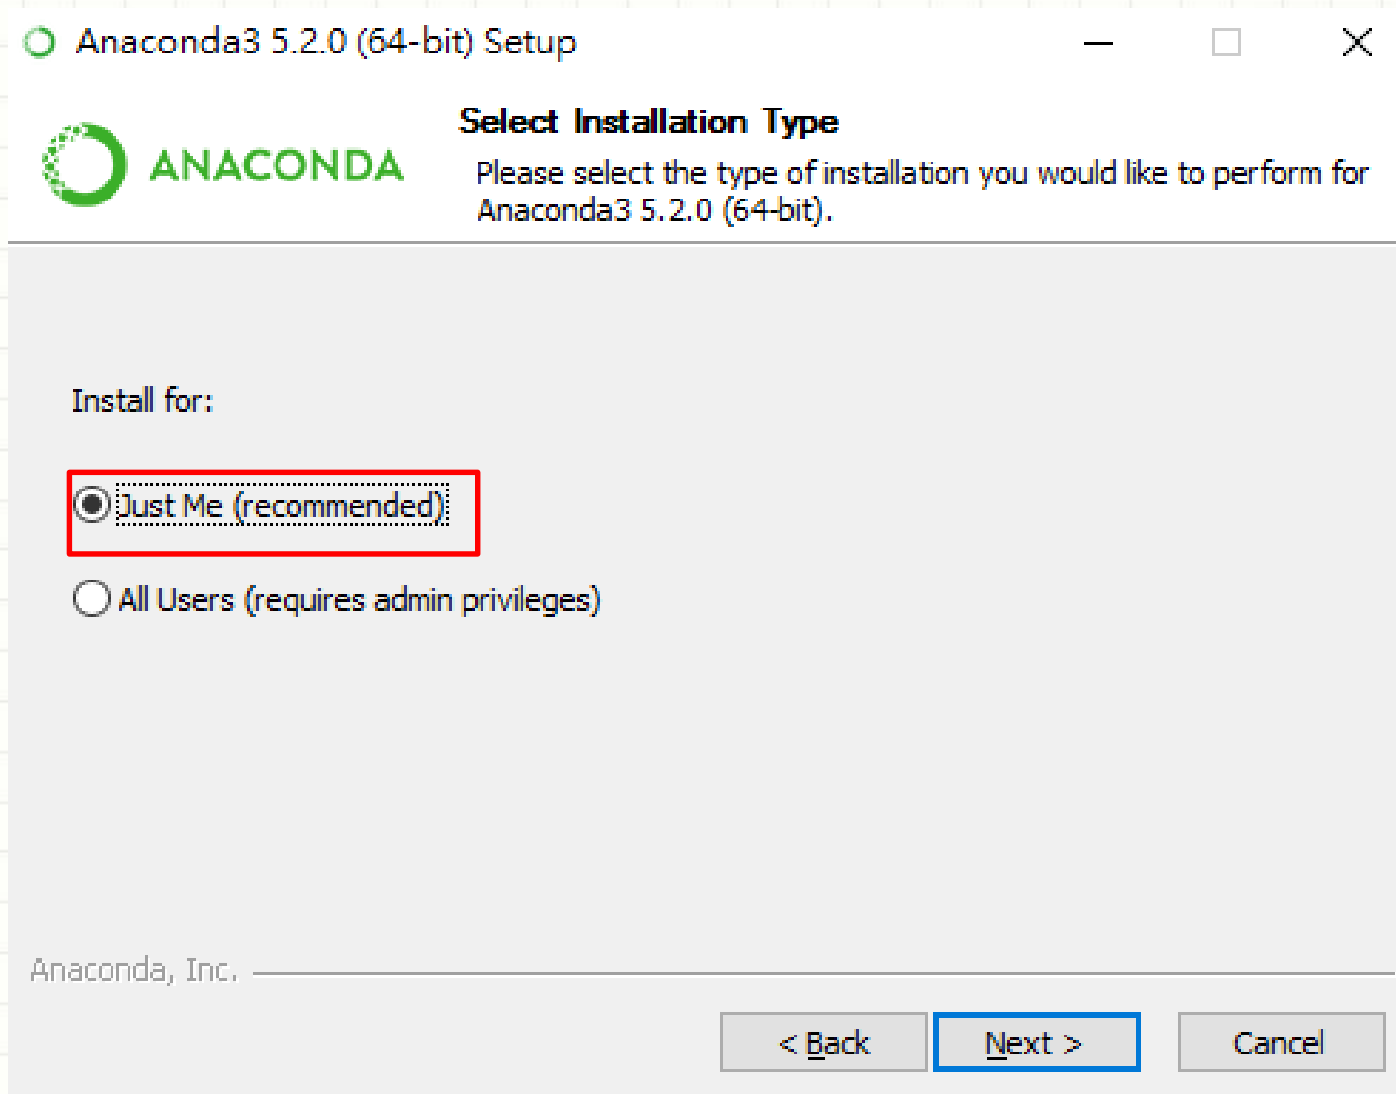 Anaconda3 5.2.0 (64-bit) Setup
ANACONDA
Select Installation Type
Please select the type of installation you would like to perform for
Anaconda3 5.2.0 (64-bit).
Install for:
Just Me (recommended)
All Users (requires admin privileges)
Anaconda, Inc.
< Back
Next >
Cancel